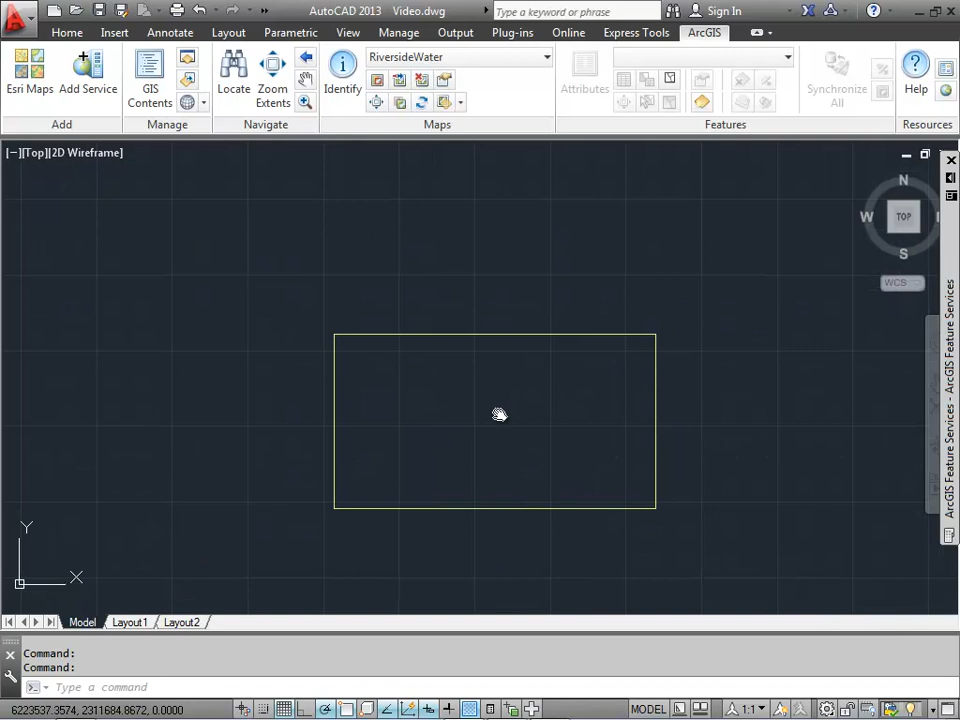 AutoCAD 2013 Video.dwg
Type a keyword or phrase
Sign In
Home Insert Annotate Layout Parametric View Manage Output Plug-ins Online Express Tools ArcGIS
RiversideWater
Esri Maps Add Service
GIS Contents
Locate Zoom Extents
Identify
Attributes
Synchronize All
Help
Add Manage Navigate Maps Features Resources
[−][Top][2D Wireframe]
N
W
TOP
S
WCS
ArcGIS Feature Services - ArcGIS Feature Services
Y
X
Model Layout1 Layout2
Command:
Command:
Type a command
6223537.3574, 2311684.8672, 0.0000
MODEL
1:1